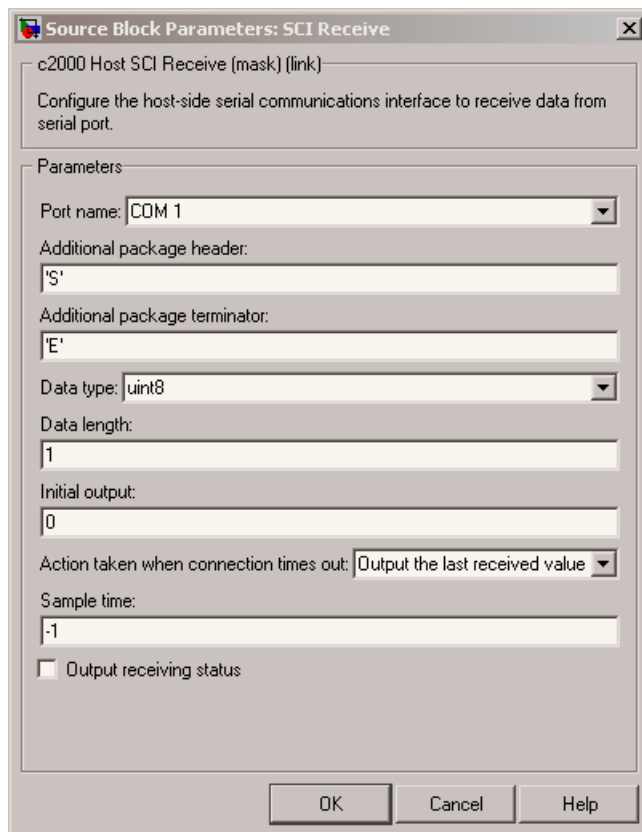 Source Block Parameters: SCI Receive
c2000 Host SCI Receive (mask) (link)
Configure the host-side serial communications interface to receive data from
serial port.
Parameters
Port name: COM 1
Additional package header:
'S'
Additional package terminator:
'E'
Data type: uint8
Data length:
1
Initial output:
0
Action taken when connection times out: Output the last received value
Sample time:
-1
Output receiving status
OK Cancel Help